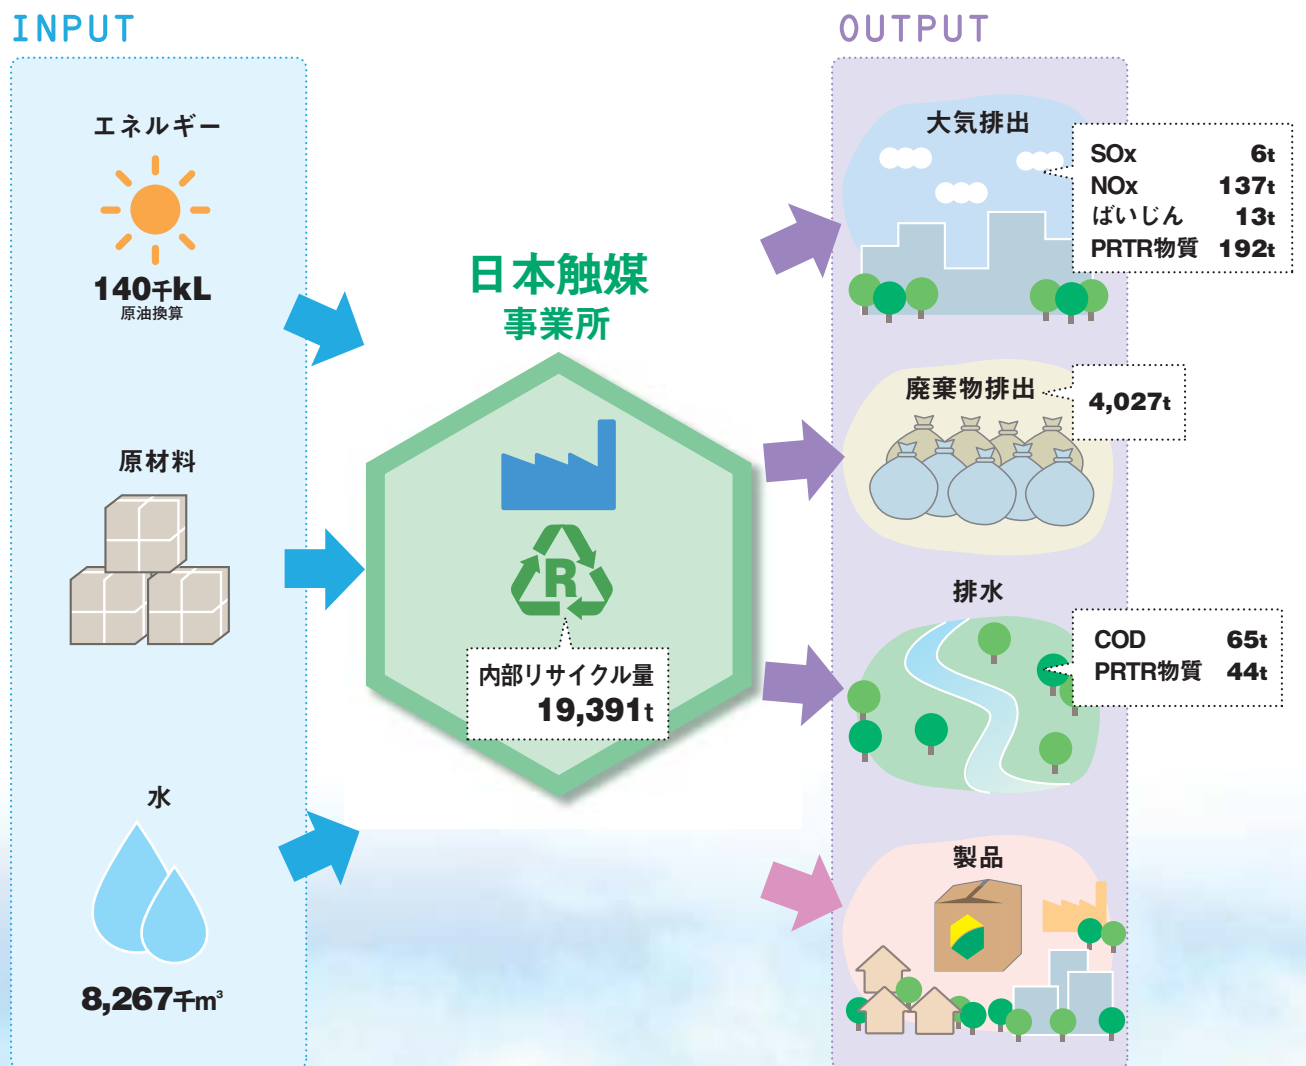 INPUT
エネルギー
140千kL
原油換算
原材料
水
8,267千m³
日本触媒
事業所
R
内部リサイクル量
19,391t
OUTPUT
大気排出
SOx 6t
NOx 137t
ばいじん 13t
PRTR物質 192t
廃棄物排出
4,027t
排水
COD 65t
PRTR物質 44t
製品